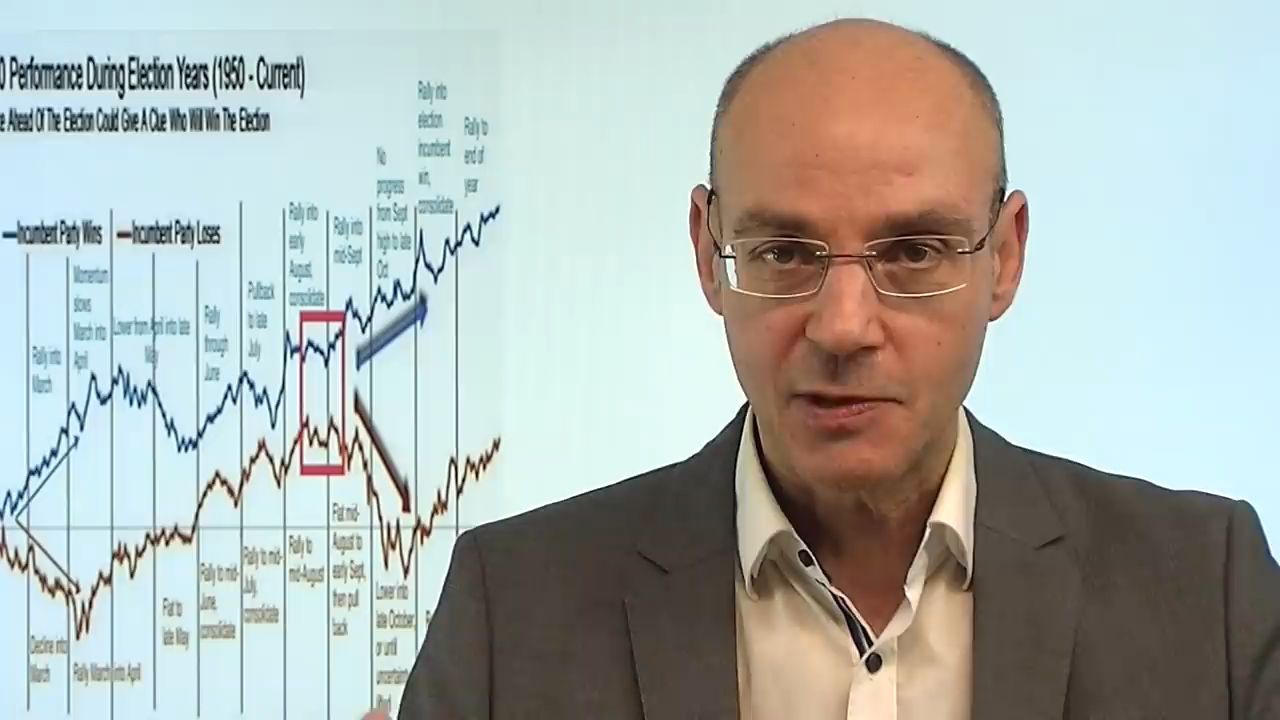 0 Performance During Election Years (1950 - Current)
e Ahead Of The Election Could Give A Clue Who Will Win The Election
Incumbent Party Wins
Incumbent Party Loses
Rally into
March
Momentum
slows
March into
April
Lower from April into late
May
Rally
through
June
Pullback
to late
July
Rally into
early
August,
consolidate
Rally into
mid-Sept
No
progress
from Sept
high to late
Oct
Rally into
election
incumbent
win,
consolidate
Rally to
end of
year
Decline into
March
Rally March into April
Flat to
late May
Rally to mid-
June,
consolidate
Rally to mid-
July,
consolidate
Rally to
mid-August
Flat mid-
August to
early Sept,
then pull
back
Lower into
late October
or until
uncertainty